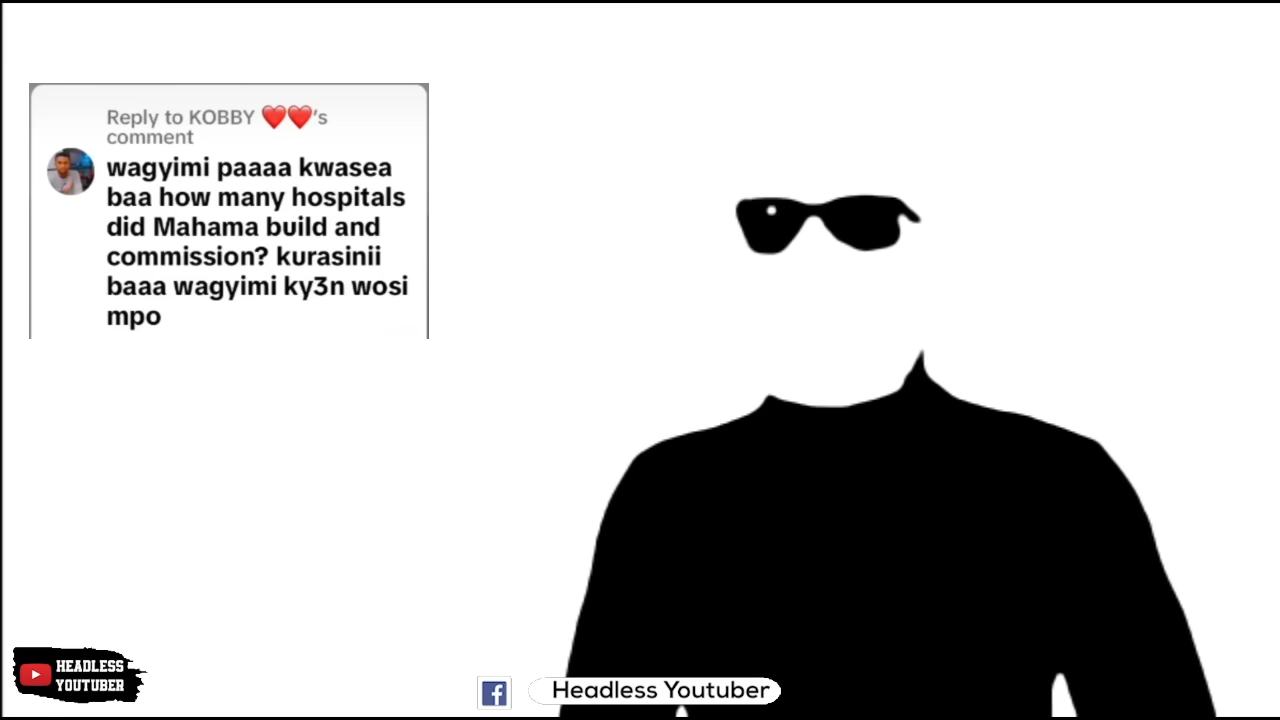 Reply to KOBBY ❤️❤️'s
comment
wagyimi paaaa kwasea
baa how many hospitals
did Mahama build and
commission? kurasinii
baaa wagyimi ky3n wosi
mpo
HEADLESS
YOUTUBER
Headless Youtuber